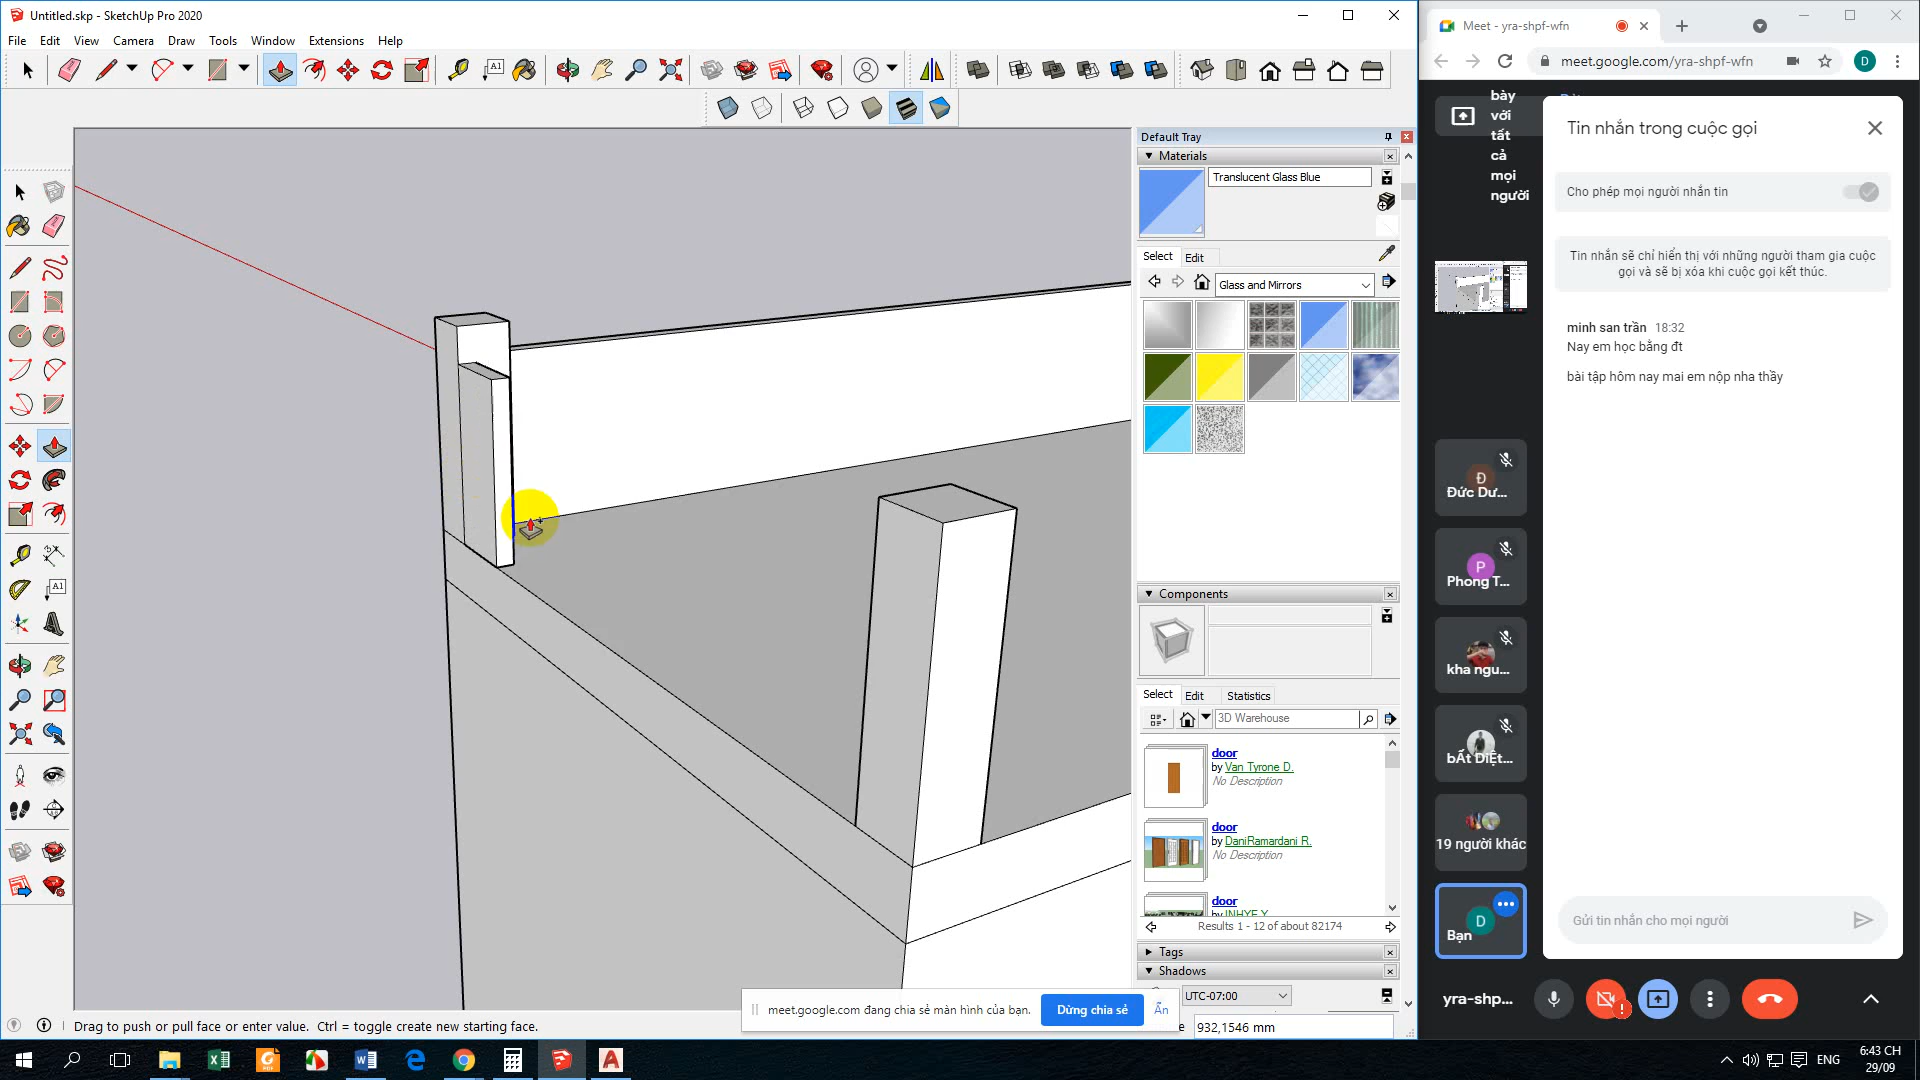 Untitled.skp - SketchUp Pro 2020
File Edit View Camera Draw Tools Window Extensions Help
Default Tray
Materials
Translucent Glass Blue
Select Edit
Glass and Mirrors
Components
Select Edit Statistics
3D Warehouse
door
by Van Tyrone D.
No Description
door
by DaniRamardani R.
No Description
door
by INHYE Y
Results 1 - 12 of about 82174
Tags
Shadows
UTC-07:00
932,1546 mm
Drag to push or pull face or enter value. Ctrl = toggle create new starting face.
meet.google.com đang chia sẻ màn hình của bạn.
Dừng chia sẻ
Ẩn
Meet - yra-shpf-wfn
meet.google.com/yra-shpf-wfn
D
bày
với
tất
cả
mọi
người
Tin nhắn trong cuộc gọi
Cho phép mọi người nhắn tin
Tin nhắn sẽ chỉ hiển thị với những người tham gia cuộc
gọi và sẽ bị xóa khi cuộc gọi kết thúc.
minh san trần 18:32
Nay em học bằng đt
bài tập hôm nay mai em nộp nha thầy
Đ
Đức Dư...
P
Phong T...
kha ngu...
bẤt DiỆt...
19 người khác
D
Bạn
Gửi tin nhắn cho mọi người
yra-shp...
ENG
6:43 CH
29/09